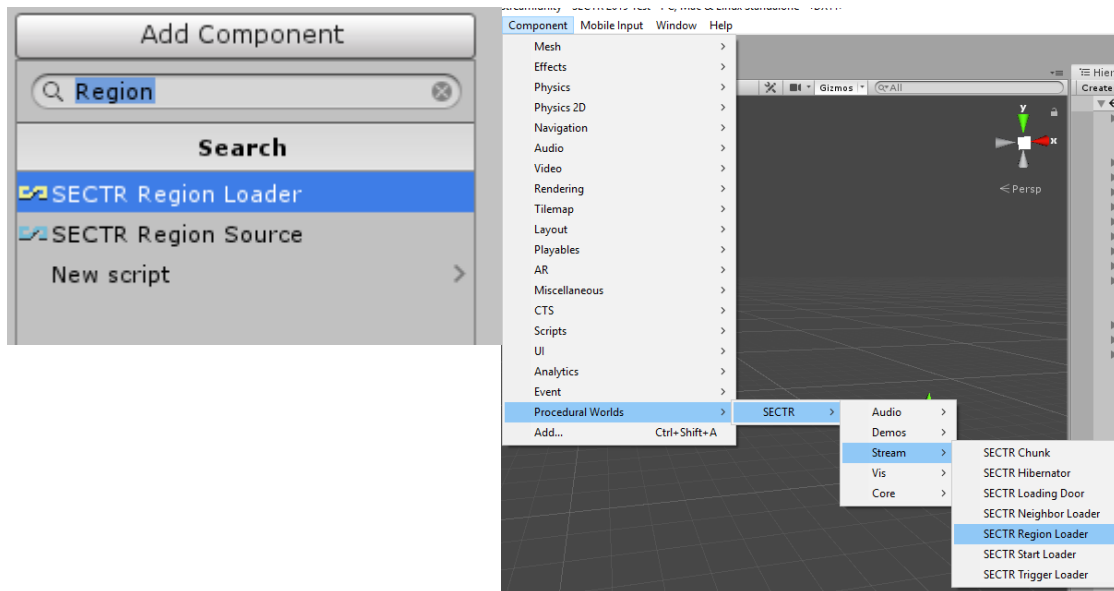 Add Component
Region
Search
SECTR Region Loader
SECTR Region Source
New script
Component Mobile Input Window Help
Mesh
Effects
Physics
Physics 2D
Navigation
Audio
Video
Rendering
Tilemap
Layout
Playables
AR
Miscellaneous
CTS
Scripts
UI
Analytics
Event
Procedural Worlds
Add... Ctrl+Shift+A
SECTR
Audio
Demos
Stream
Vis
Core
SECTR Chunk
SECTR Hibernator
SECTR Loading Door
SECTR Neighbor Loader
SECTR Region Loader
SECTR Start Loader
SECTR Trigger Loader
Gizmos All
y
x
Persp
Hier
Create